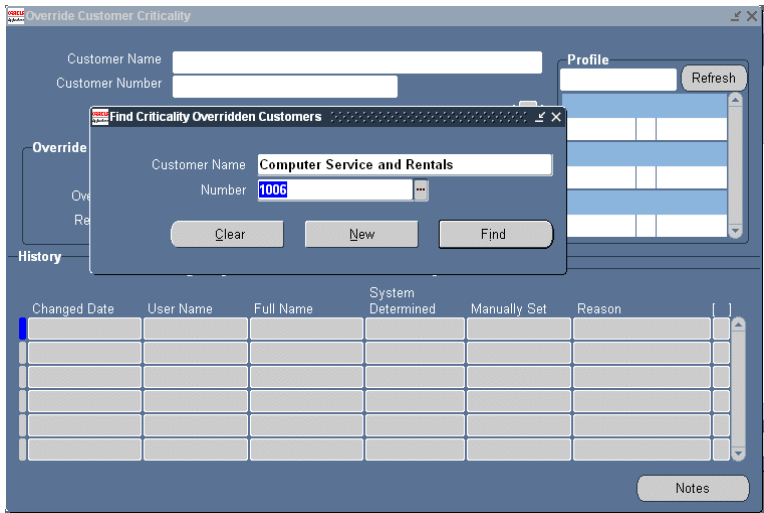 Override Customer Criticality
Customer Name
Customer Number
Profile
Refresh
Find Criticality Overridden Customers
Customer Name Computer Service and Rentals
Number 1006
Clear New Find
Override
Ove
Re
History
Changed Date User Name Full Name System Determined Manually Set Reason [ ]
Notes